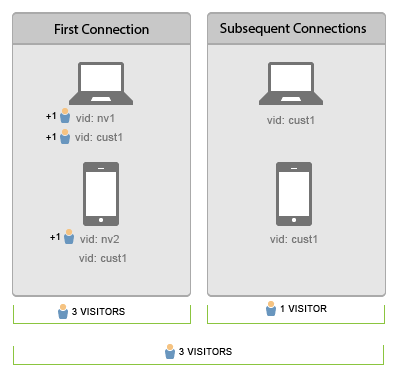 First Connection
+1 vid: nv1
+1 vid: cust1
+1 vid: nv2
vid: cust1
3 VISITORS
Subsequent Connections
vid: cust1
vid: cust1
1 VISITOR
3 VISITORS